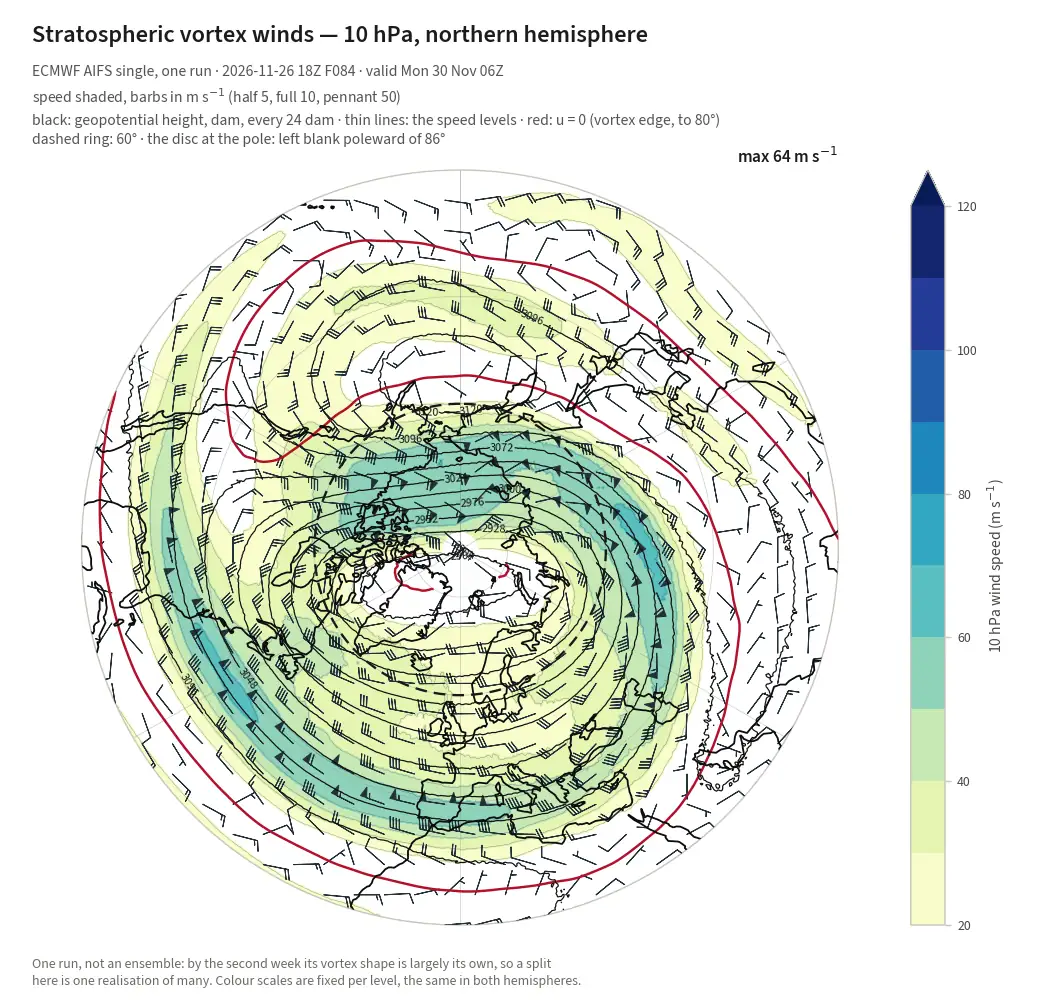 Stratospheric vortex winds — 10 hPa, northern hemisphere
ECMWF AIFS single, one run · 2026-11-26 18Z F084 · valid Mon 30 Nov 06Z
speed shaded, barbs in m s⁻¹ (half 5, full 10, pennant 50)
black: geopotential height, dam, every 24 dam · thin lines: the speed levels · red: u = 0 (vortex edge, to 80°)
dashed ring: 60° · the disc at the pole: left blank poleward of 86°
max 64 m s⁻¹
120
100
80
60
40
20
10 hPa wind speed (m s⁻¹)
3096
3120
3096
3072
2976
2952
2928
3048
One run, not an ensemble: by the second week its vortex shape is largely its own, so a split
here is one realisation of many. Colour scales are fixed per level, the same in both hemispheres.